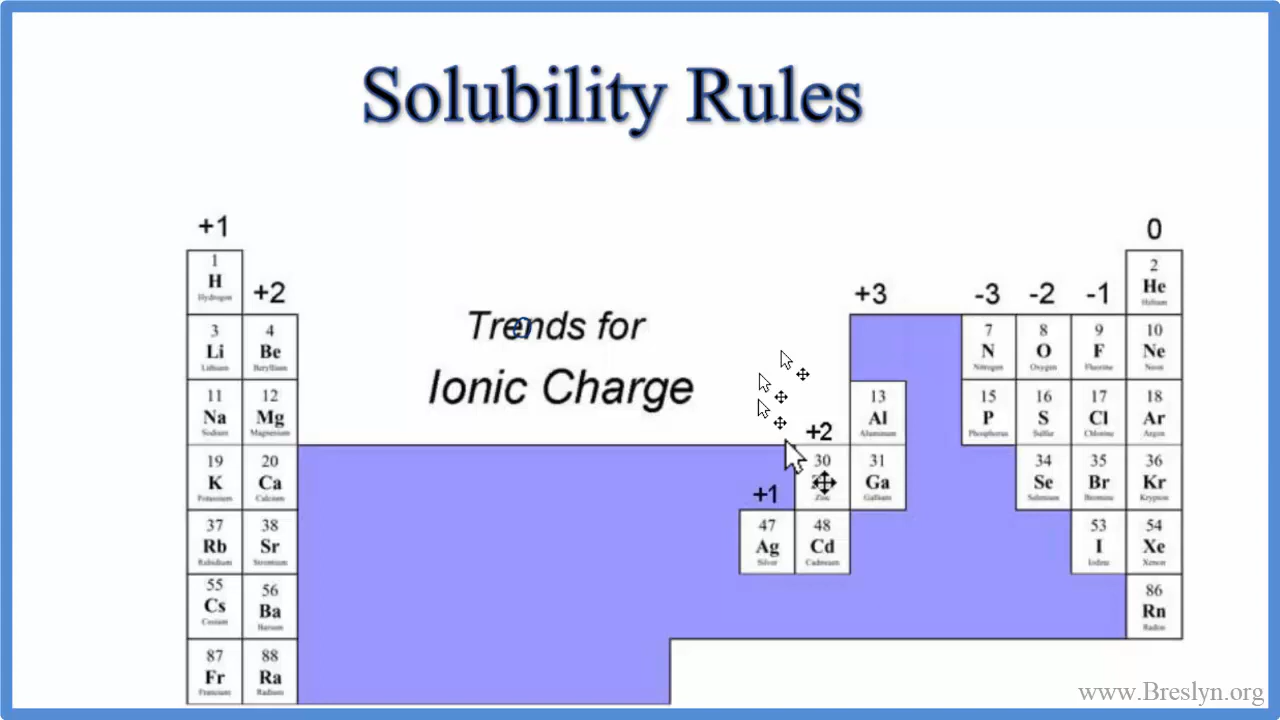 Solubility Rules
+1
0
1
H
Hydrogen
2
He
Helium
+2
+3
-3
-2
-1
Trends for
Ionic Charge
3
Li
Lithium
4
Be
Beryllium
7
N
Nitrogen
8
O
Oxygen
9
F
Fluorine
10
Ne
Neon
11
Na
Sodium
12
Mg
Magnesium
13
Al
Aluminum
15
P
Phosphorus
16
S
Sulfur
17
Cl
Chlorine
18
Ar
Argon
+2
19
K
Potassium
20
Ca
Calcium
30
Zinc
31
Ga
Gallium
34
Se
Selenium
35
Br
Bromine
36
Kr
Krypton
+1
37
Rb
Rubidium
38
Sr
Strontium
47
Ag
Silver
48
Cd
Cadmium
53
I
Iodine
54
Xe
Xenon
55
Cs
Cesium
56
Ba
Barium
86
Rn
Radon
87
Fr
Francium
88
Ra
Radium
www.Breslyn.org